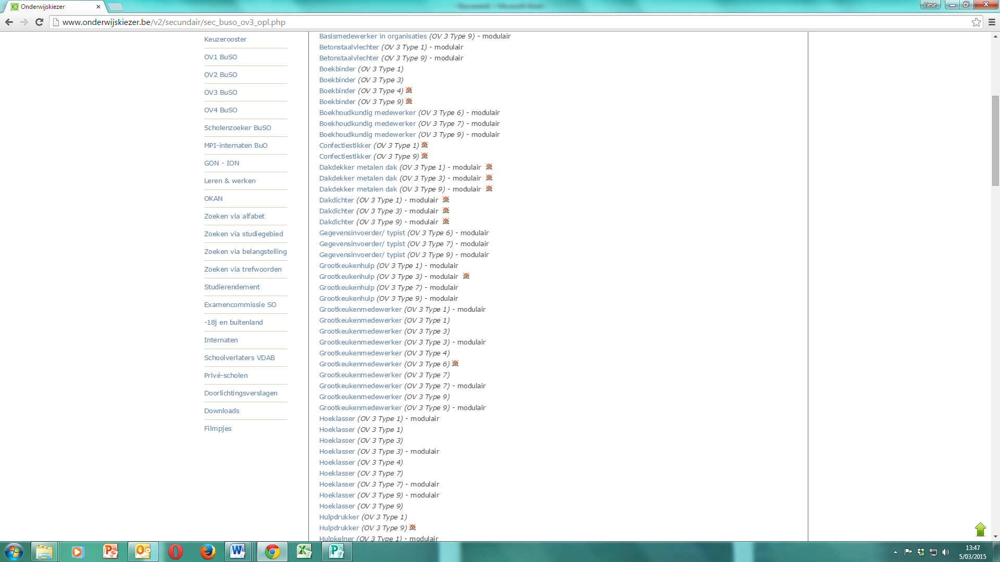 Onderwijskiezer
Liese
www.onderwijskiezer.be/v2/secundair/sec_buso_ov3_opl.php
Keuzerooster
OV1 BuSO
OV2 BuSO
OV3 BuSO
OV4 BuSO
Scholenzoeker BuSO
MPI-internaten BuO
GON - ION
Leren & werken
OKAN
Zoeken via alfabet
Zoeken via studiegebied
Zoeken via belangstelling
Zoeken via trefwoorden
Studierendement
Examencommissie SO
-18j en buitenland
Internaten
Schoolverlaters VDAB
Privé-scholen
Doorlichtingsverslagen
Downloads
Filmpjes
Basismedewerker in organisaties (OV 3 Type 9) - modulair
Betonstaalvlechter (OV 3 Type 1) - modulair
Betonstaalvlechter (OV 3 Type 9) - modulair
Boekbinder (OV 3 Type 1)
Boekbinder (OV 3 Type 3)
Boekbinder (OV 3 Type 4)
Boekbinder (OV 3 Type 9)
Boekhoudkundig medewerker (OV 3 Type 6) - modulair
Boekhoudkundig medewerker (OV 3 Type 7) - modulair
Boekhoudkundig medewerker (OV 3 Type 9) - modulair
Confectiestikker (OV 3 Type 1)
Confectiestikker (OV 3 Type 9)
Dakdekker metalen dak (OV 3 Type 1) - modulair
Dakdekker metalen dak (OV 3 Type 3) - modulair
Dakdekker metalen dak (OV 3 Type 9) - modulair
Dakdichter (OV 3 Type 1) - modulair
Dakdichter (OV 3 Type 3) - modulair
Dakdichter (OV 3 Type 9) - modulair
Gegevensinvoerder/ typist (OV 3 Type 6) - modulair
Gegevensinvoerder/ typist (OV 3 Type 7) - modulair
Gegevensinvoerder/ typist (OV 3 Type 9) - modulair
Grootkeukenhulp (OV 3 Type 1) - modulair
Grootkeukenhulp (OV 3 Type 3) - modulair
Grootkeukenhulp (OV 3 Type 7) - modulair
Grootkeukenhulp (OV 3 Type 9) - modulair
Grootkeukenmedewerker (OV 3 Type 1) - modulair
Grootkeukenmedewerker (OV 3 Type 1)
Grootkeukenmedewerker (OV 3 Type 3)
Grootkeukenmedewerker (OV 3 Type 3) - modulair
Grootkeukenmedewerker (OV 3 Type 4)
Grootkeukenmedewerker (OV 3 Type 6)
Grootkeukenmedewerker (OV 3 Type 7)
Grootkeukenmedewerker (OV 3 Type 7) - modulair
Grootkeukenmedewerker (OV 3 Type 9)
Grootkeukenmedewerker (OV 3 Type 9) - modulair
Hoeklasser (OV 3 Type 1) - modulair
Hoeklasser (OV 3 Type 1)
Hoeklasser (OV 3 Type 3)
Hoeklasser (OV 3 Type 3) - modulair
Hoeklasser (OV 3 Type 4)
Hoeklasser (OV 3 Type 7)
Hoeklasser (OV 3 Type 7) - modulair
Hoeklasser (OV 3 Type 9) - modulair
Hoeklasser (OV 3 Type 9)
Hulpdrukker (OV 3 Type 1)
Hulpdrukker (OV 3 Type 9)
Hulpkelner (OV 3 Type 1) - modulair
13:47
5/03/2015